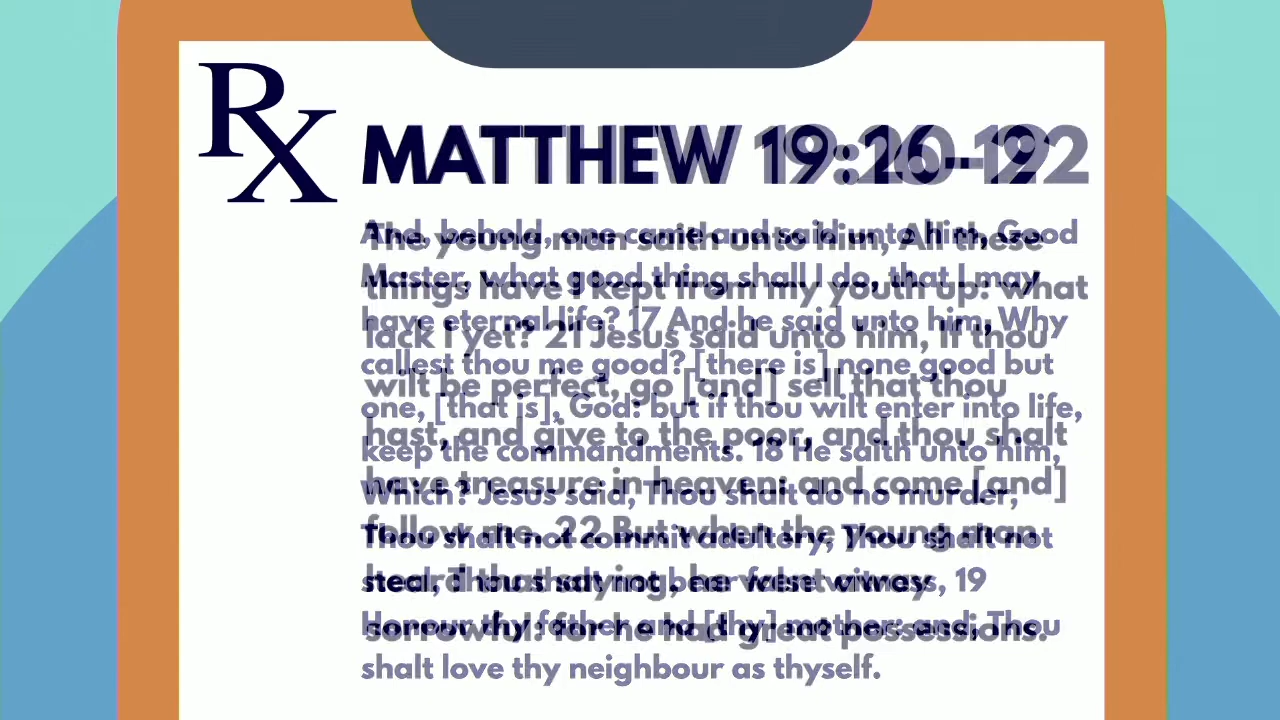 Rx
MATTHEW 19:16-19
And, behold, one came and said unto him, Good
Master, what good thing shall I do, that I may
have eternal life? 17 And he said unto him, Why
callest thou me good? [there is] none good but
one, [that is], God: but if thou wilt enter into life,
keep the commandments. 18 He saith unto him,
Which? Jesus said, Thou shalt do no murder,
Thou shalt not commit adultery, Thou shalt not
steal, Thou shalt not bear false witness, 19
Honour thy father and [thy] mother: and, Thou
shalt love thy neighbour as thyself.
MATTHEW 19:20-22
The young man saith unto him, All these
things have I kept from my youth up: what
lack I yet? 21 Jesus said unto him, If thou
wilt be perfect, go [and] sell that thou
hast, and give to the poor, and thou shalt
have treasure in heaven: and come [and]
follow me. 22 But when the young man
heard that saying, he went away
sorrowful: for he had great possessions.